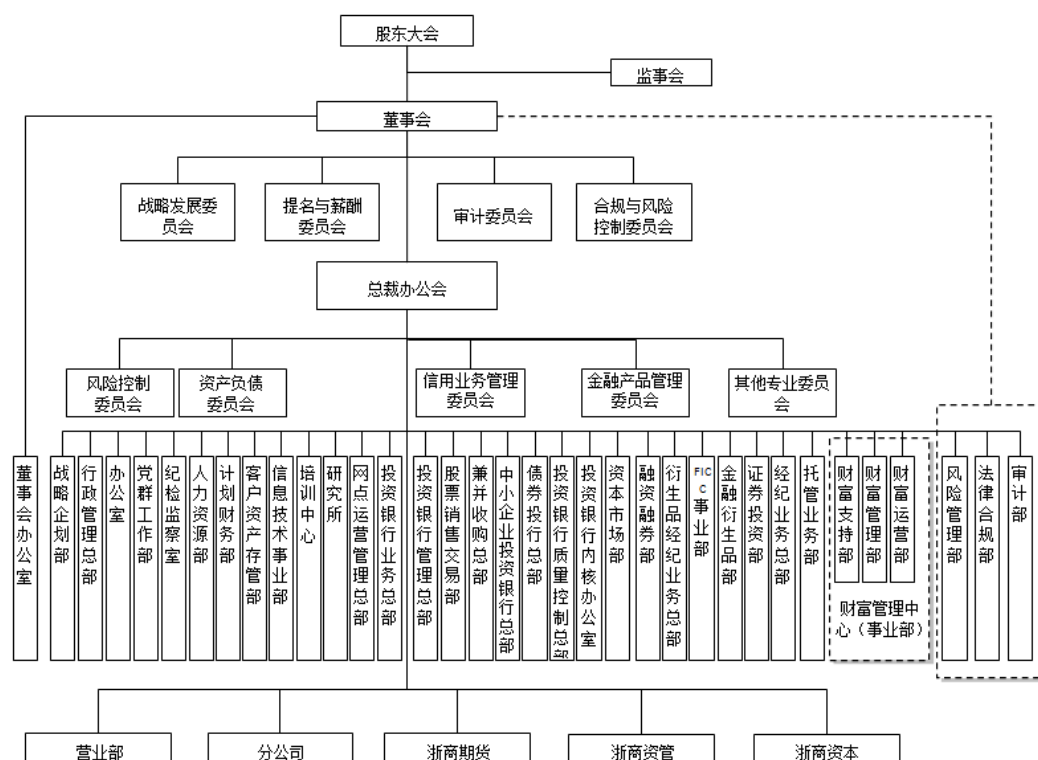 股东大会
监事会
董事会
战略发展委
员会
提名与薪酬
委员会
审计委员会
合规与风险
控制委员会
总裁办公会
风险控制
委员会
资产负债
委员会
信用业务管理
委员会
金融产品管理
委员会
其他专业委员
会
董事会办公室
战略企划部
行政管理总部
办公室
党群工作部
纪检监察室
人力资源部
计划财务部
客户资产存管部
信息技术事业部
培训中心
研究所
网点运营管理总部
投资银行业务总部
投资银行管理总部
股票销售交易部
兼并收购总部
中小企业投资银行总部
债券投行总部
投资银行质量控制总部
投资银行内核办公室
资本市场部
融资融券部
衍生品经纪业务总部
FICC事业部
金融衍生品部
证券投资部
经纪业务总部
托管业务部
财富支持部
财富管理部
财富运营部
财富管理中
心（事业部）
风险管理部
法律合规部
审计部
营业部
分公司
浙商期货
浙商资管
浙商资本